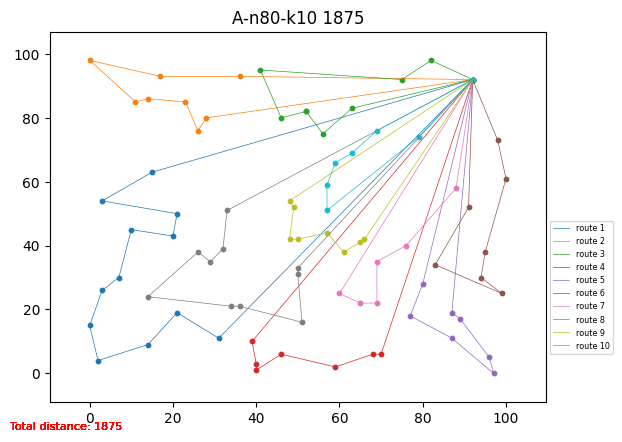 A-n80-k10 1875
100
80
60
40
20
0
0 20 40 60 80 100
route 1
route 2
route 3
route 4
route 5
route 6
route 7
route 8
route 9
route 10
Total distance: 1875